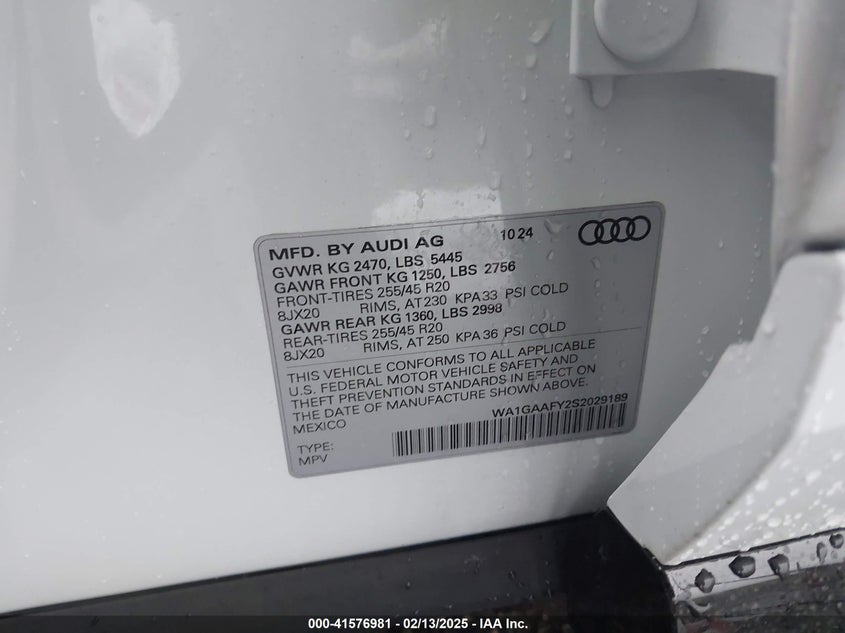 MFD. BY AUDI AG 10 24
GVWR KG 2470, LBS 5445
GAWR FRONT KG 1250, LBS 2756
FRONT-TIRES 255/45 R20
8JX20 RIMS, AT 230 KPA 33 PSI COLD
GAWR REAR KG 1360, LBS 2998
REAR-TIRES 255/45 R20
8JX20 RIMS, AT 250 KPA 36 PSI COLD
THIS VEHICLE CONFORMS TO ALL APPLICABLE
U.S. FEDERAL MOTOR VEHICLE SAFETY AND
THEFT PREVENTION STANDARDS IN EFFECT ON
THE DATE OF MANUFACTURE SHOWN ABOVE.
MEXICO WA1GAAFY2S2029189
TYPE:
MPV
000-41576981 - 02/13/2025 - IAA Inc.